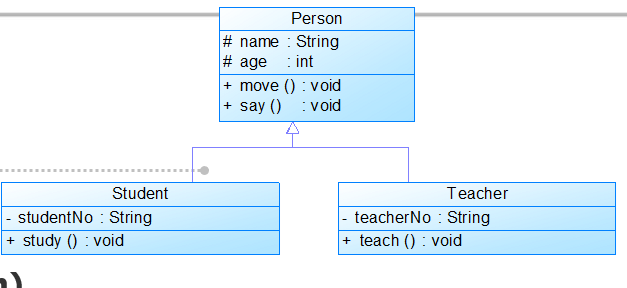 Person
# name : String
# age : int
+ move () : void
+ say () : void
Student
- studentNo : String
+ study () : void
Teacher
- teacherNo : String
+ teach () : void